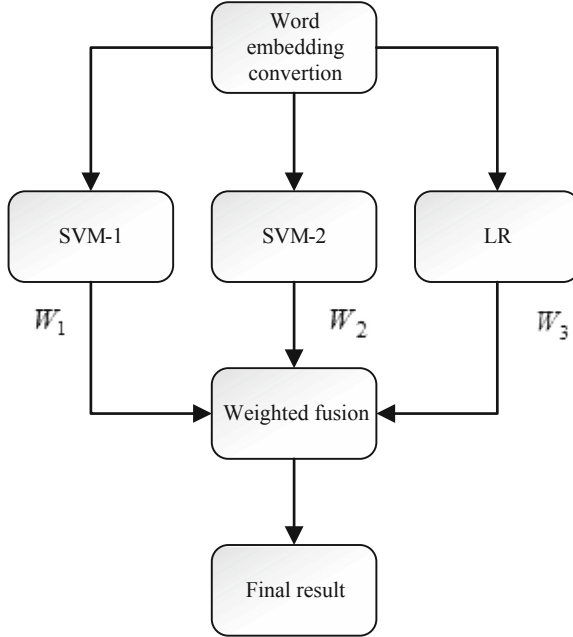 Word
embedding
convertion
SVM-1
SVM-2
LR
W₁
W₂
W₃
Weighted fusion
Final result